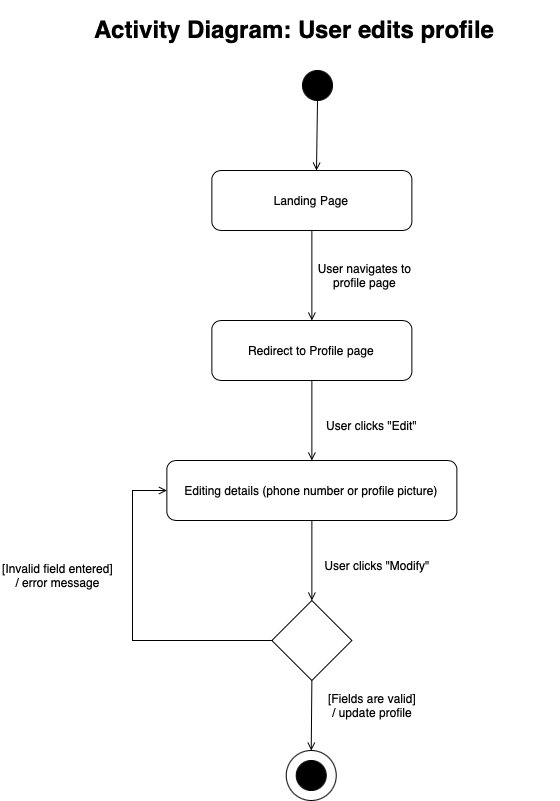 Activity Diagram: User edits profile
Landing Page
User navigates to
profile page
Redirect to Profile page
User clicks "Edit"
Editing details (phone number or profile picture)
User clicks "Modify"
[Invalid field entered]
/ error message
[Fields are valid]
/ update profile